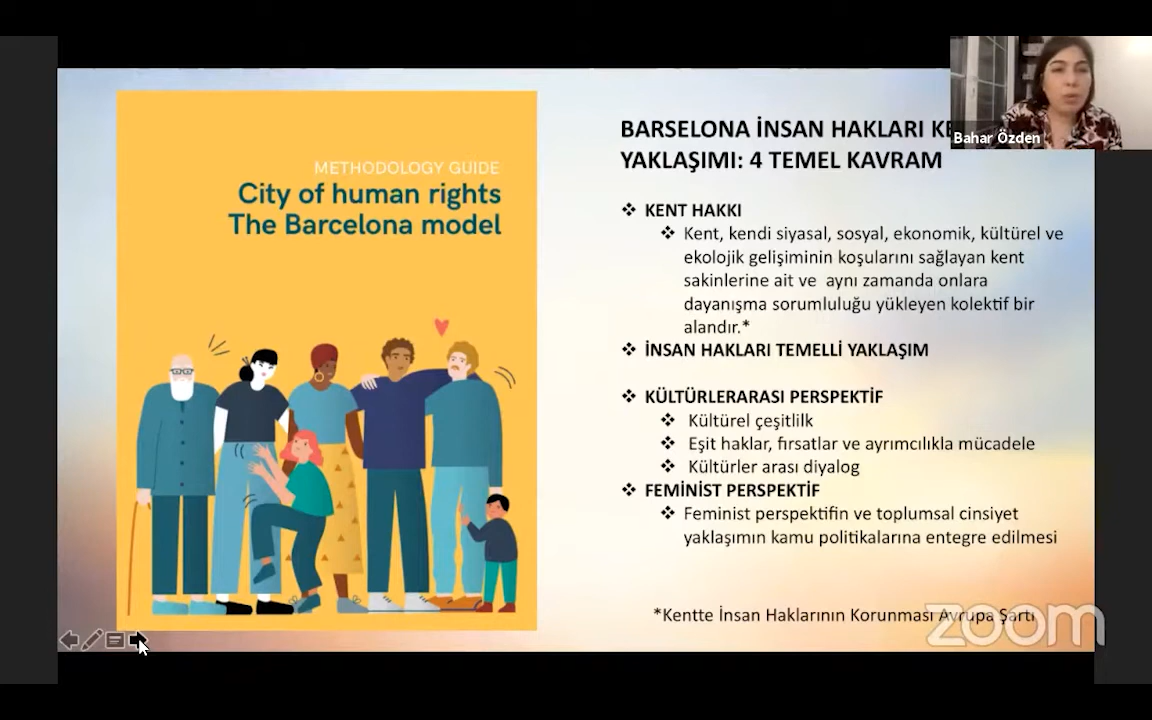 METHODOLOGY GUIDE
City of human rights
The Barcelona model
BARSELONA İNSAN HAKLARI
YAKLAŞIMI: 4 TEMEL KAVRAM
❖ KENT HAKKI
❖ Kent, kendi siyasal, sosyal, ekonomik, kültürel ve
ekolojik gelişiminin koşularını sağlayan kent
sakinlerine ait ve aynı zamanda onlara
dayanışma sorumluluğu yükleyen kolektif bir
alandır.*
❖ İNSAN HAKLARI TEMELLİ YAKLAŞIM
❖ KÜLTÜRLERARASI PERSPEKTİF
❖ Kültürel çeşitlilk
❖ Eşit haklar, fırsatlar ve ayrımcılıkla mücadele
❖ Kültürler arası diyalog
❖ FEMİNİST PERSPEKTİF
❖ Feminist perspektifin ve toplumsal cinsiyet
yaklaşımın kamu politikalarına entegre edilmesi
*Kentte İnsan Haklarının Korunması Avrupa Şartı
Bahar Özden
zoom